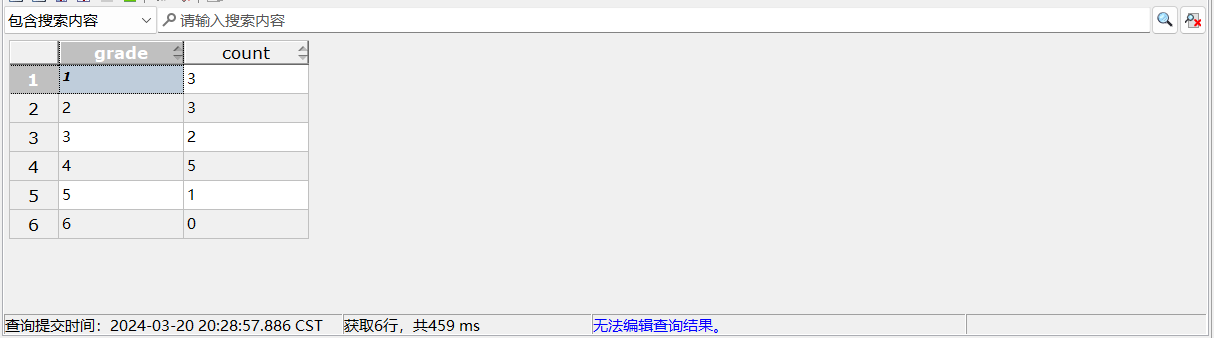 包含搜索内容 请输入搜索内容
grade count
1 1 3
2 2 3
3 3 2
4 4 5
5 5 1
6 6 0
查询提交时间：2024-03-20 20:28:57.886 CST 获取6行，共459 ms 无法编辑查询结果。